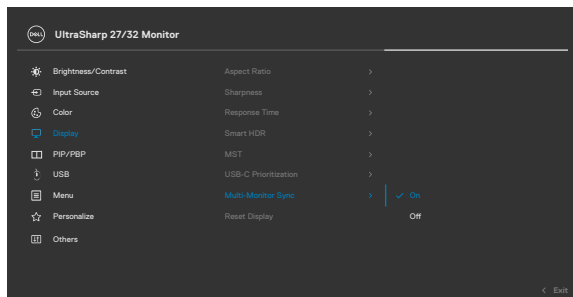 DELL UltraSharp 27/32 Monitor
Brightness/Contrast Aspect Ratio >
Input Source Sharpness >
Color Response Time >
Display Smart HDR >
PIP/PBP MST >
USB USB-C Prioritization >
Menu Multi-Monitor Sync > ✓ On
Personalize Reset Display Off
Others
< Exit